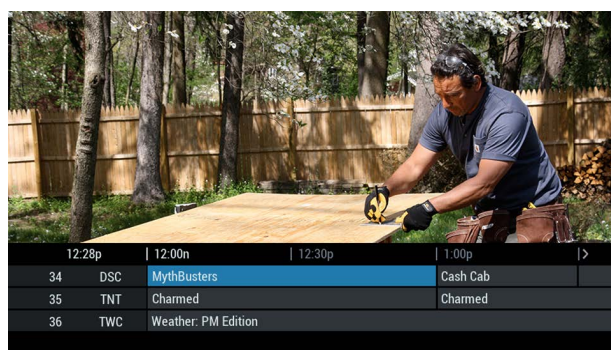 12:28p | 12:00n | 12:30p | 1:00p |>
34 DSC MythBusters Cash Cab
35 TNT Charmed Charmed
36 TWC Weather: PM Edition